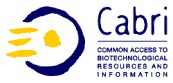 Cabri
COMMON ACCESS TO
BIOTECHNOLOGICAL
RESOURCES AND
INFORMATION